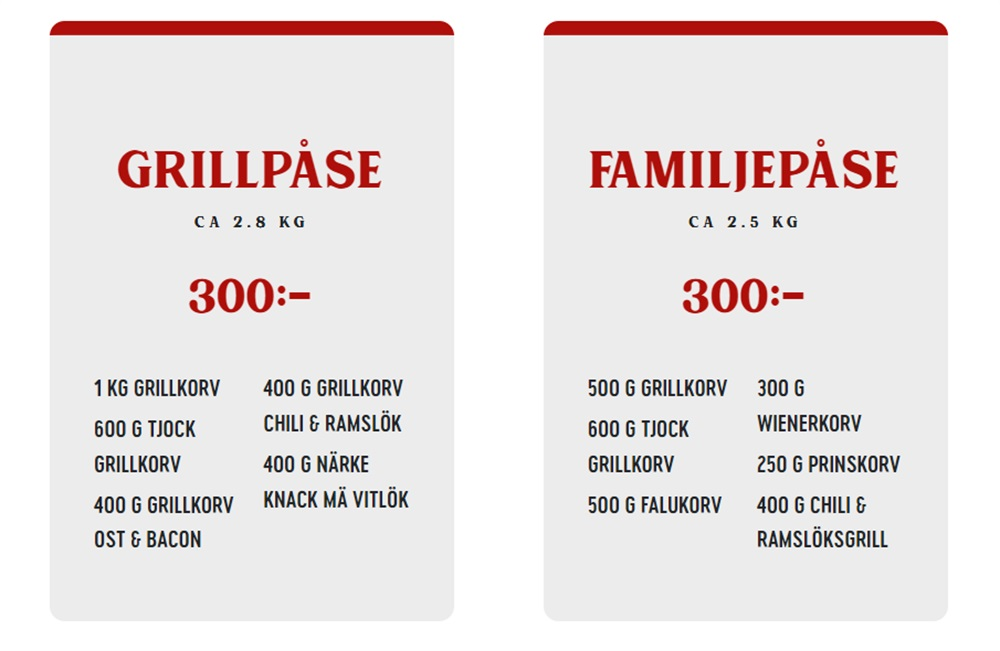 GRILLPÅSE
CA 2.8 KG
300:–
1 KG GRILLKORV
600 G TJOCK
GRILLKORV
400 G GRILLKORV
OST & BACON
400 G GRILLKORV
CHILI & RAMSLÖK
400 G NÄRKE
KNACK MÄ VITLÖK
FAMILJEPÅSE
CA 2.5 KG
300:–
500 G GRILLKORV
600 G TJOCK
GRILLKORV
500 G FALUKORV
300 G
WIENERKORV
250 G PRINSKORV
400 G CHILI &
RAMSLÖKSGRILL